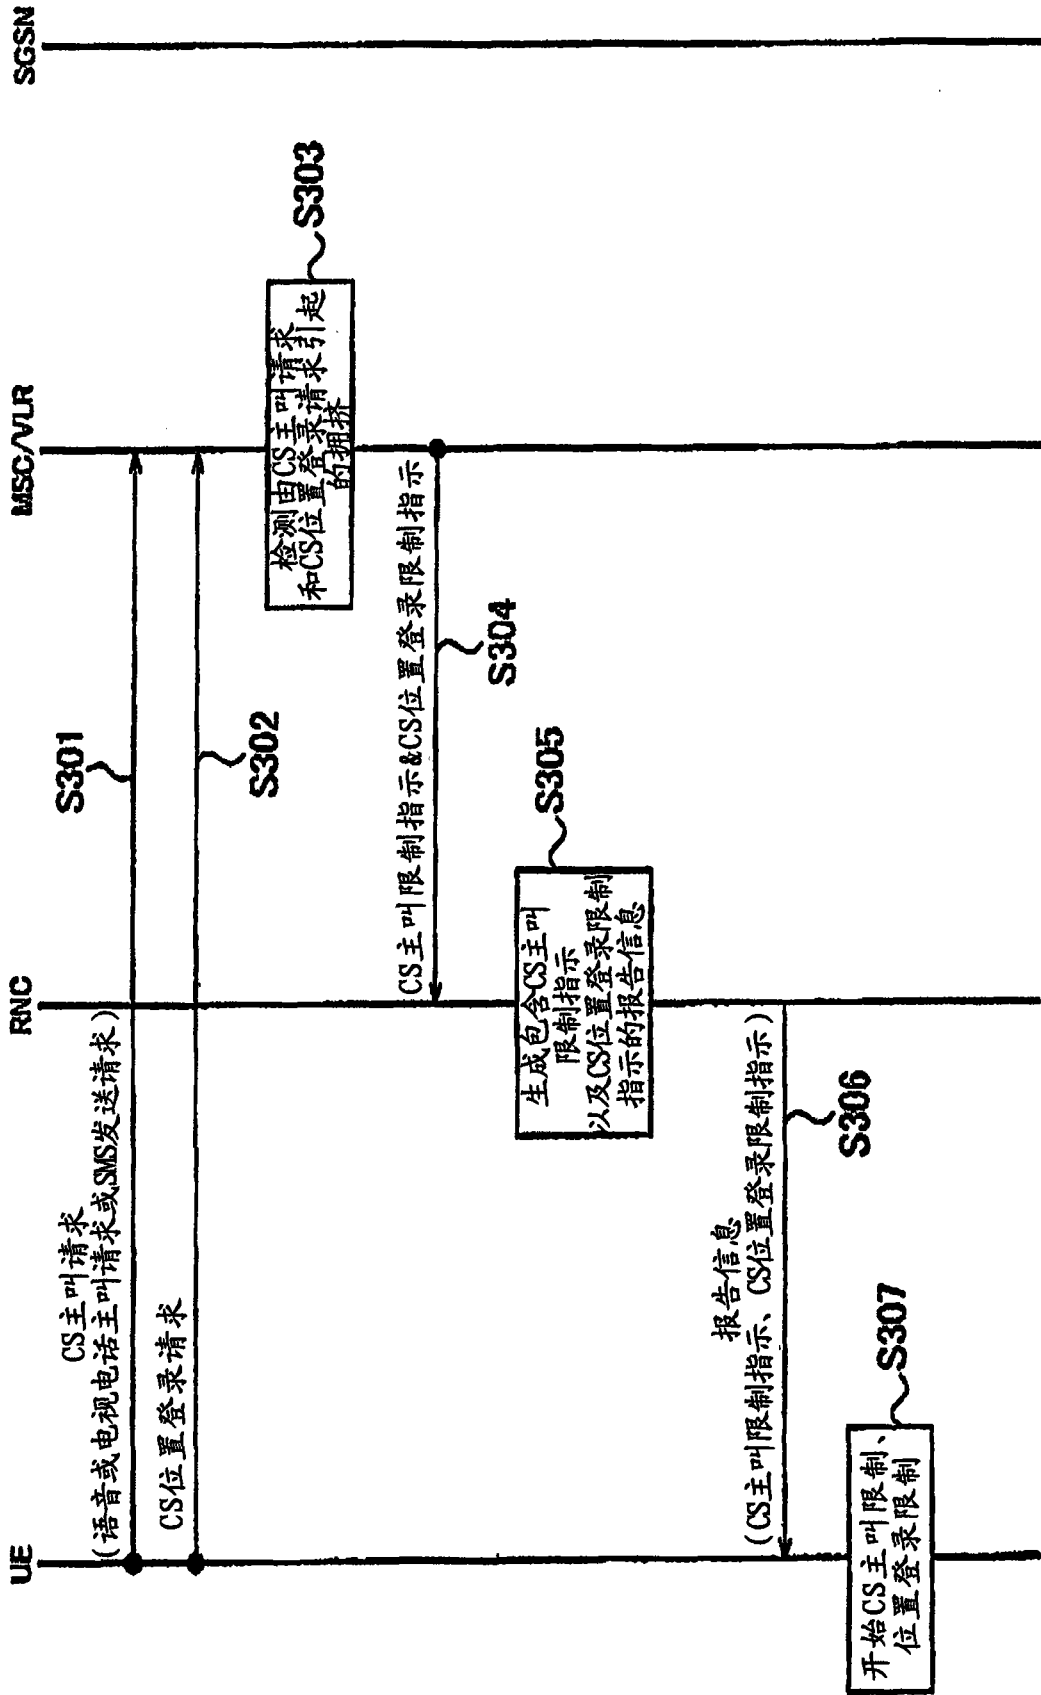 UE
RNC
MSC/VLR
SGSN
CS主叫请求
(语音或电视电话主叫请求或SMS发送请求)
S301
CS位置登录请求
S302
检测由CS主叫请求
和CS位置登录请求引起
的拥挤
S303
CS主叫限制指示&CS位置登录限制指示
S304
生成包含CS主叫
限制指示
以及CS位置登录限制
指示的报告信息
S305
报告信息
(CS主叫限制指示、CS位置登录限制指示)
S306
开始CS主叫限制、
位置登录限制
S307